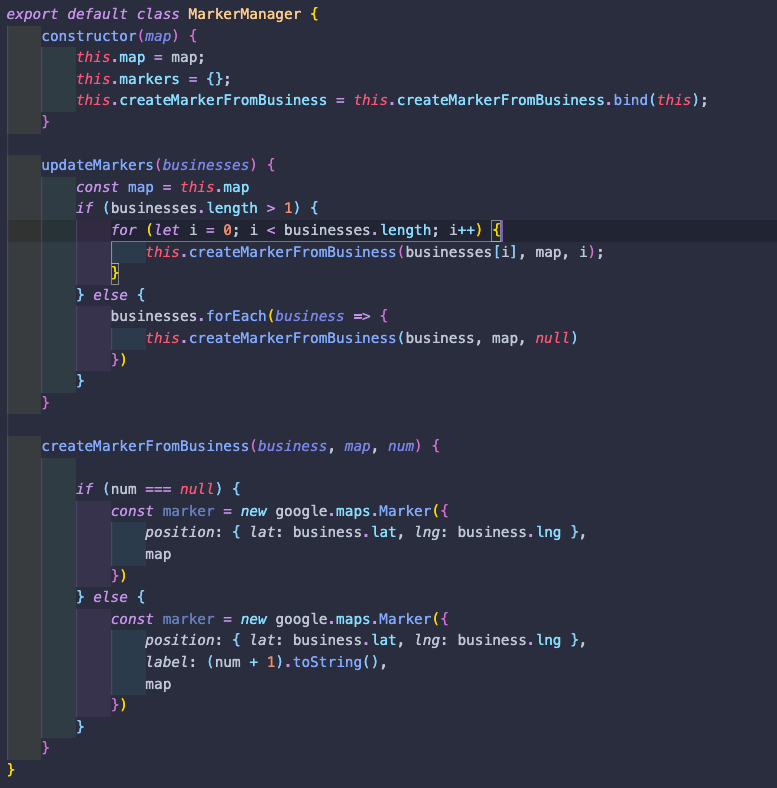 export default class MarkerManager {
    constructor(map) {
        this.map = map;
        this.markers = {};
        this.createMarkerFromBusiness = this.createMarkerFromBusiness.bind(this);
    }

    updateMarkers(businesses) {
        const map = this.map
        if (businesses.length > 1) {
            for (let i = 0; i < businesses.length; i++) {
                this.createMarkerFromBusiness(businesses[i], map, i);
            }
        } else {
            businesses.forEach(business => {
                this.createMarkerFromBusiness(business, map, null)
            })
        }
    }

    createMarkerFromBusiness(business, map, num) {

        if (num === null) {
            const marker = new google.maps.Marker({
                position: { lat: business.lat, lng: business.lng },
                map
            })
        } else {
            const marker = new google.maps.Marker({
                position: { lat: business.lat, lng: business.lng },
                label: (num + 1).toString(),
                map
            })
        }
    }
}